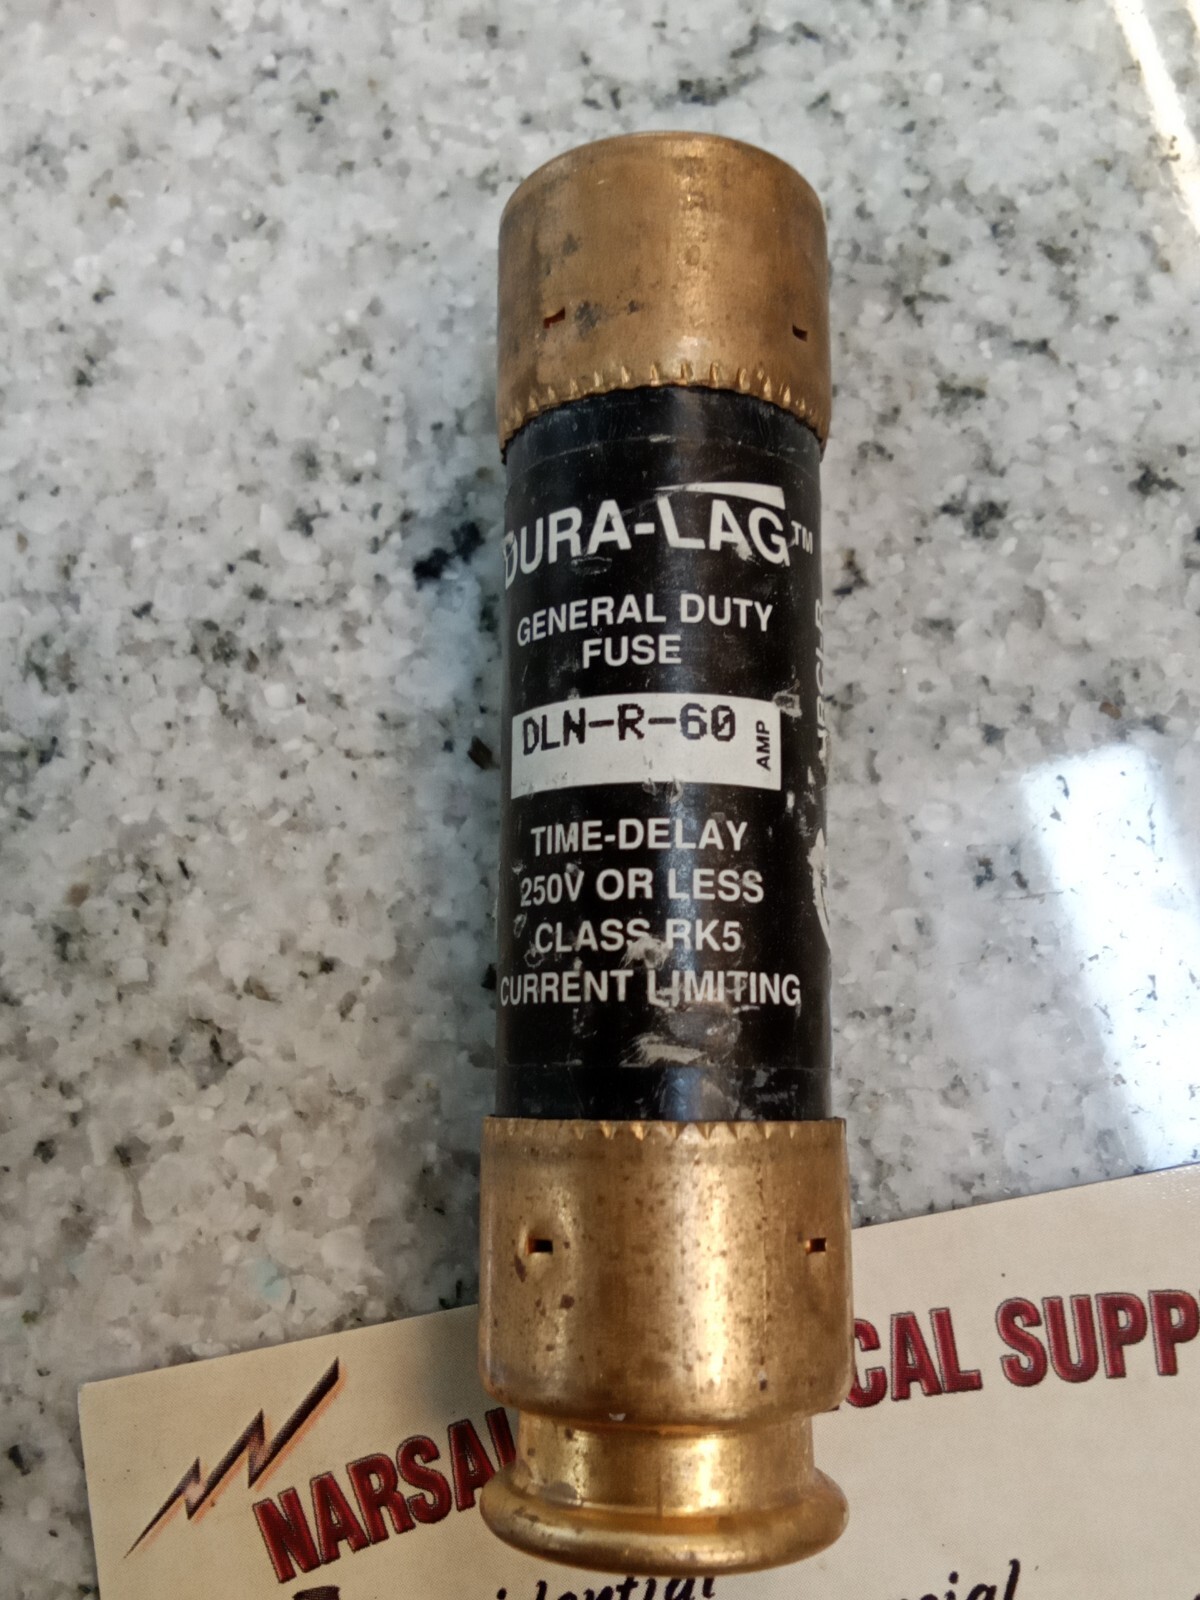 DURA-LAG™
GENERAL DUTY
FUSE
DLN-R-60
AMP
TIME-DELAY
250V OR LESS
CLASS RK5
CURRENT LIMITING
CAL SUPP
NARSA